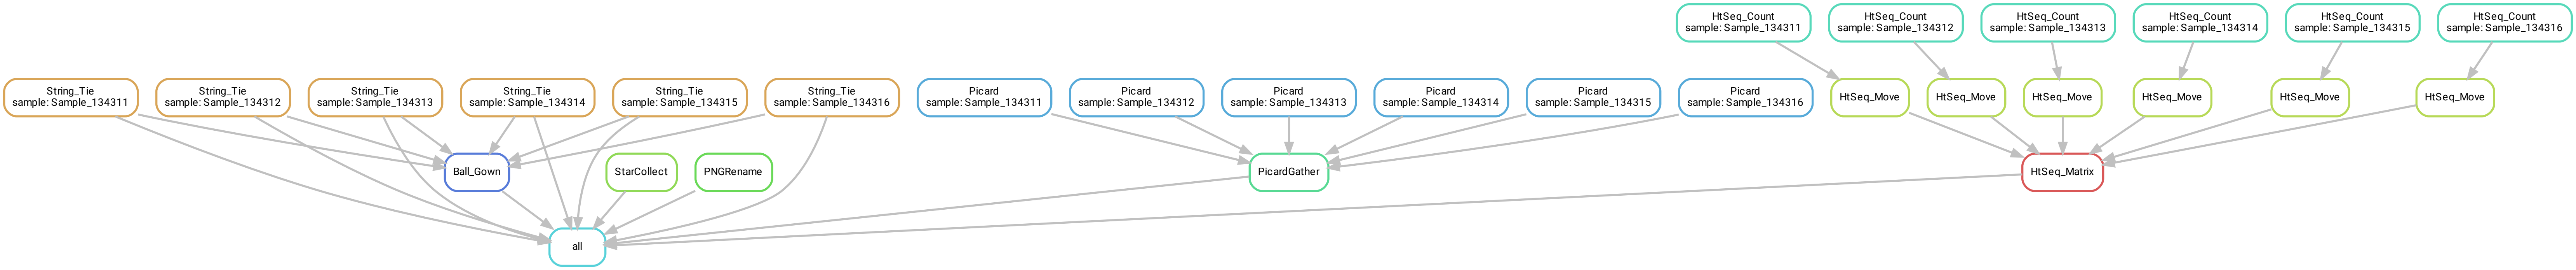 HtSeq_Count
sample: Sample_134311
HtSeq_Count
sample: Sample_134312
HtSeq_Count
sample: Sample_134313
HtSeq_Count
sample: Sample_134314
HtSeq_Count
sample: Sample_134315
HtSeq_Count
sample: Sample_134316
String_Tie
sample: Sample_134311
String_Tie
sample: Sample_134312
String_Tie
sample: Sample_134313
String_Tie
sample: Sample_134314
String_Tie
sample: Sample_134315
String_Tie
sample: Sample_134316
Picard
sample: Sample_134311
Picard
sample: Sample_134312
Picard
sample: Sample_134313
Picard
sample: Sample_134314
Picard
sample: Sample_134315
Picard
sample: Sample_134316
HtSeq_Move
HtSeq_Move
HtSeq_Move
HtSeq_Move
HtSeq_Move
HtSeq_Move
Ball_Gown
StarCollect
PNGRename
PicardGather
HtSeq_Matrix
all